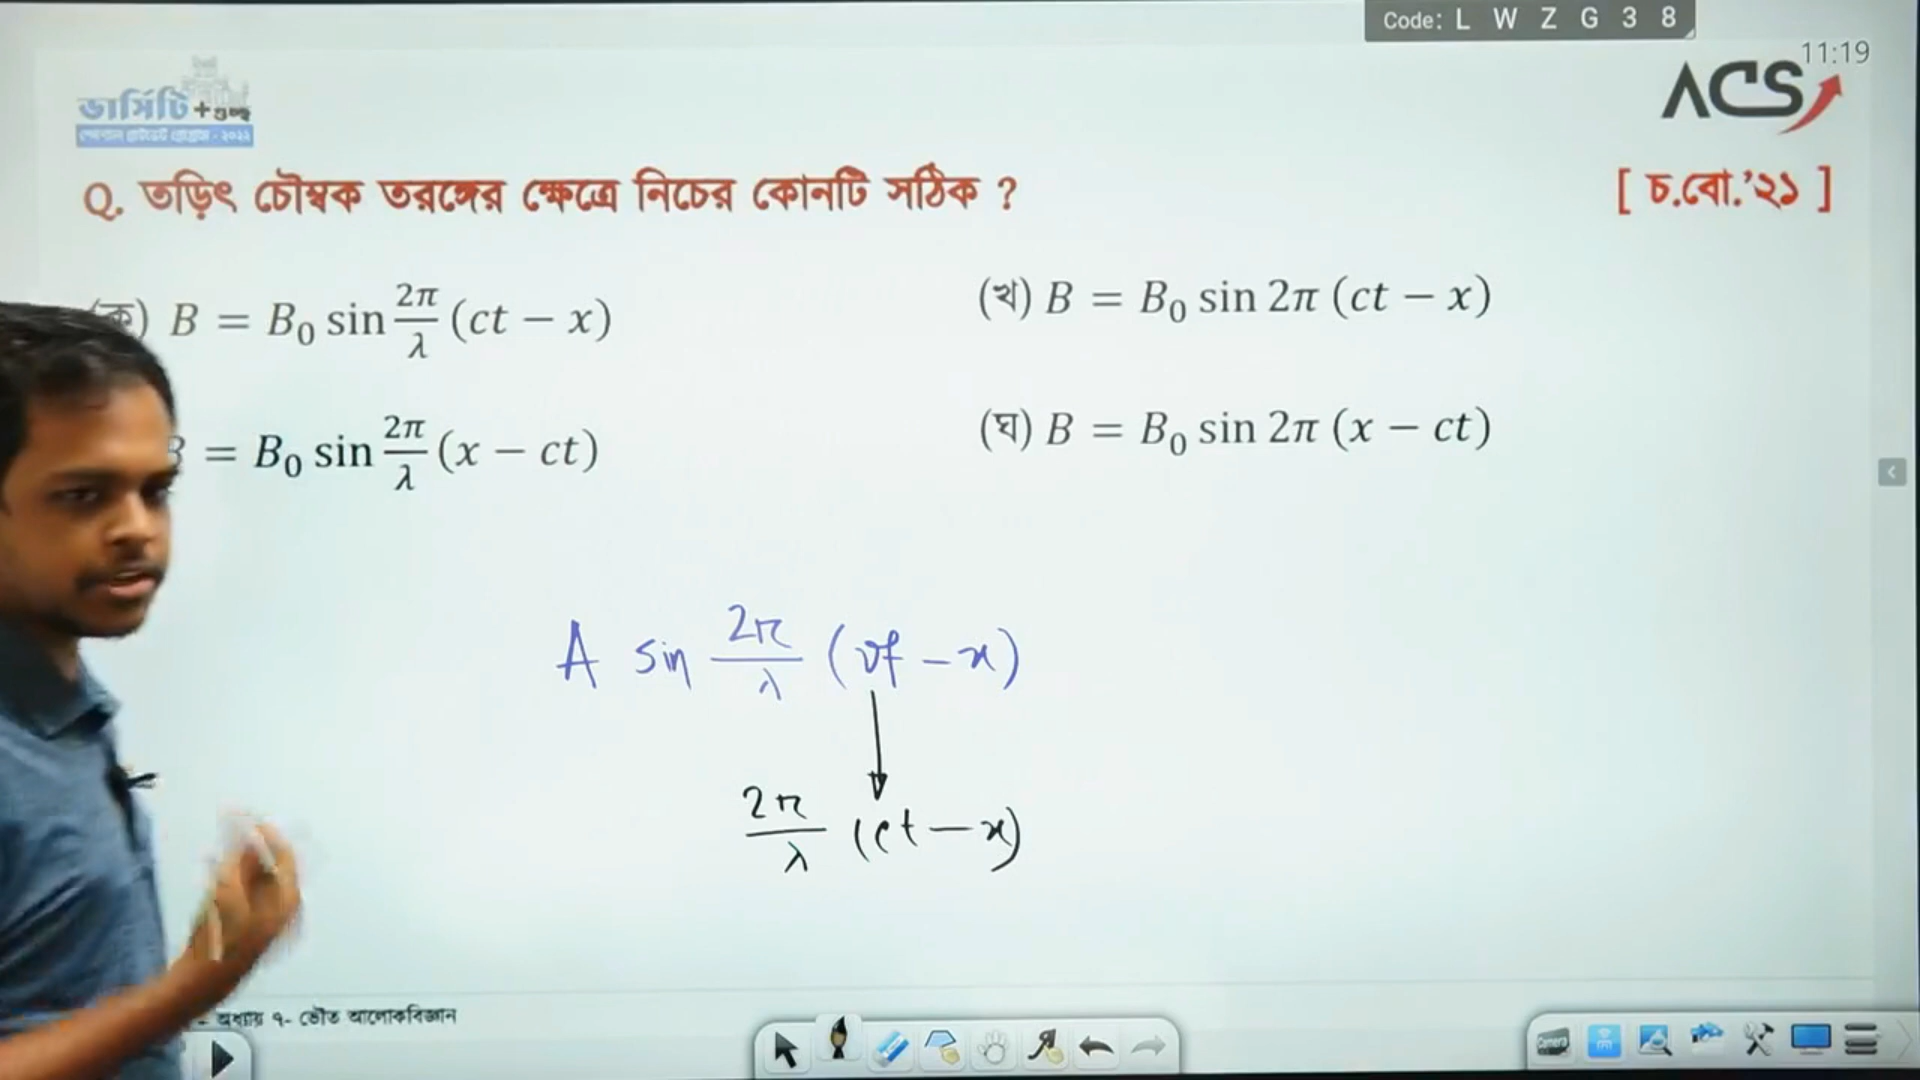 Code: L W Z G 3 8
11:19
ভার্সিটি +
ACS
Q. তড়িৎ চৌম্বক তরঙ্গের ক্ষেত্রে নিচের কোনটি সঠিক ?
[ চ.বো.'২১ ]
(ক) B = B₀ sin 2π/λ (ct − x)
(খ) B = B₀ sin 2π (ct − x)
B = B₀ sin 2π/λ (x − ct)
(ঘ) B = B₀ sin 2π (x − ct)
A sin 2π/λ (vt − x)
2π/λ (ct − x)
অধ্যায় ৭- ভৌত আলোকবিজ্ঞান
Camera